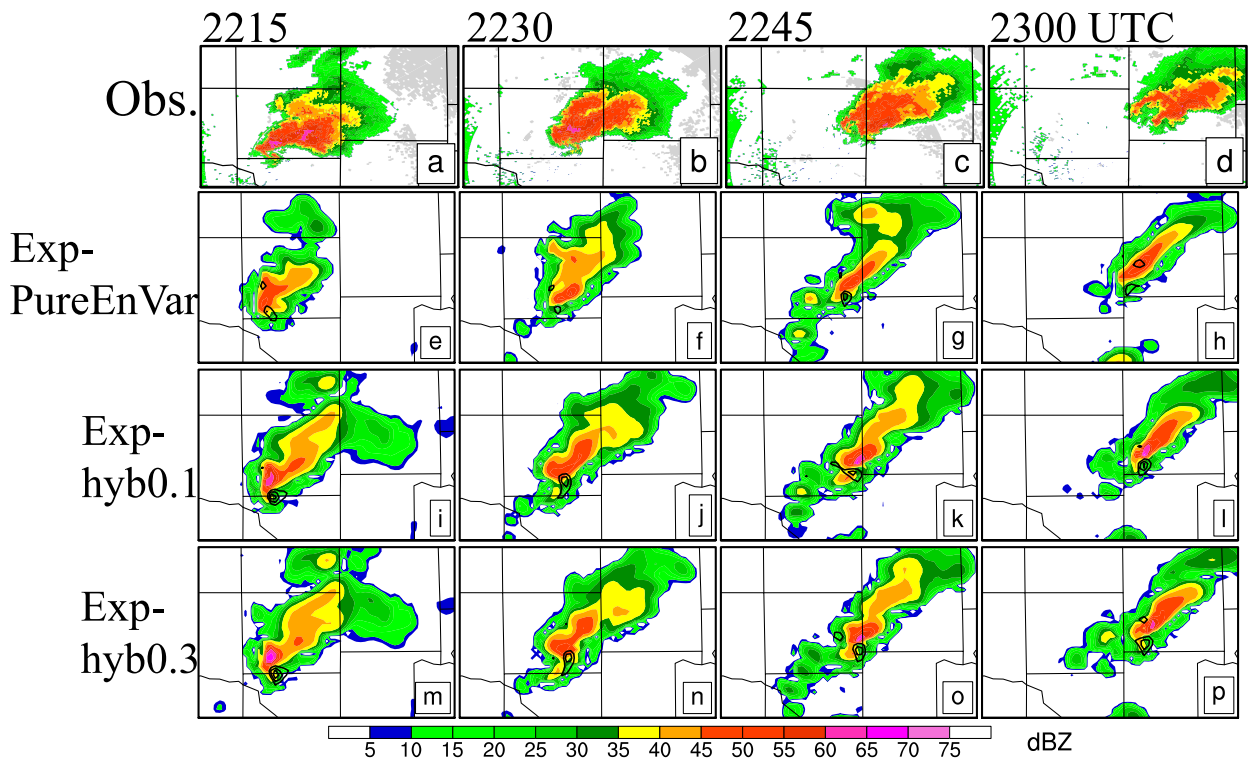 2215 2230 2245 2300 UTC
Obs.
a b c d
Exp-
PureEnVar
e f g h
Exp-
hyb0.1
i j k l
Exp-
hyb0.3
m n o p
5 10 15 20 25 30 35 40 45 50 55 60 65 70 75 dBZ